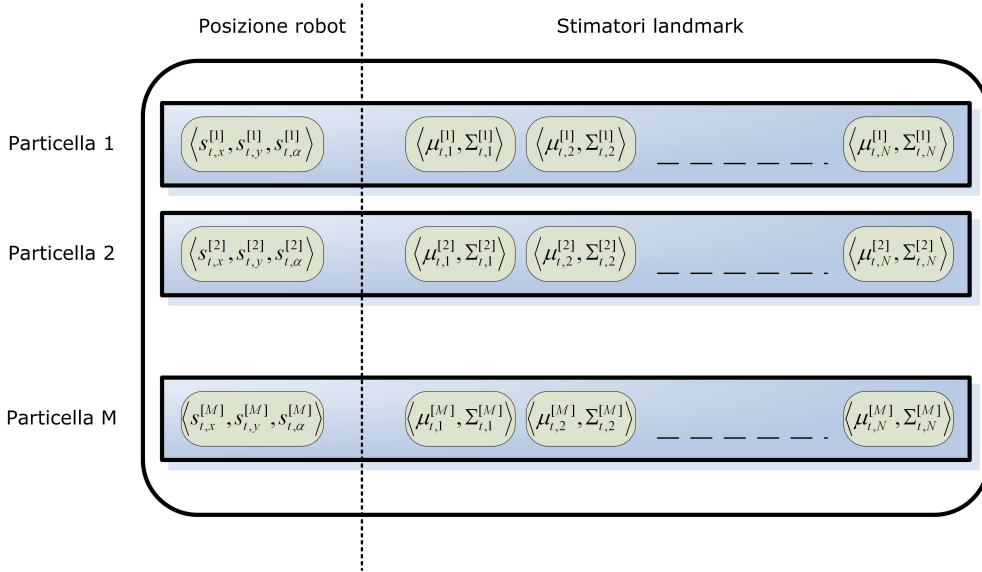 Posizione robot Stimatori landmark
Particella 1 ⟨s_{t,x}^{[1]}, s_{t,y}^{[1]}, s_{t,α}^{[1]}⟩ ⟨μ_{t,1}^{[1]}, Σ_{t,1}^{[1]}⟩ ⟨μ_{t,2}^{[1]}, Σ_{t,2}^{[1]}⟩ _ _ _ _ _ _ ⟨μ_{t,N}^{[1]}, Σ_{t,N}^{[1]}⟩
Particella 2 ⟨s_{t,x}^{[2]}, s_{t,y}^{[2]}, s_{t,α}^{[2]}⟩ ⟨μ_{t,1}^{[2]}, Σ_{t,1}^{[2]}⟩ ⟨μ_{t,2}^{[2]}, Σ_{t,2}^{[2]}⟩ _ _ _ _ _ _ ⟨μ_{t,N}^{[2]}, Σ_{t,N}^{[2]}⟩
Particella M ⟨s_{t,x}^{[M]}, s_{t,y}^{[M]}, s_{t,α}^{[M]}⟩ ⟨μ_{t,1}^{[M]}, Σ_{t,1}^{[M]}⟩ ⟨μ_{t,2}^{[M]}, Σ_{t,2}^{[M]}⟩ _ _ _ _ _ _ ⟨μ_{t,N}^{[M]}, Σ_{t,N}^{[M]}⟩